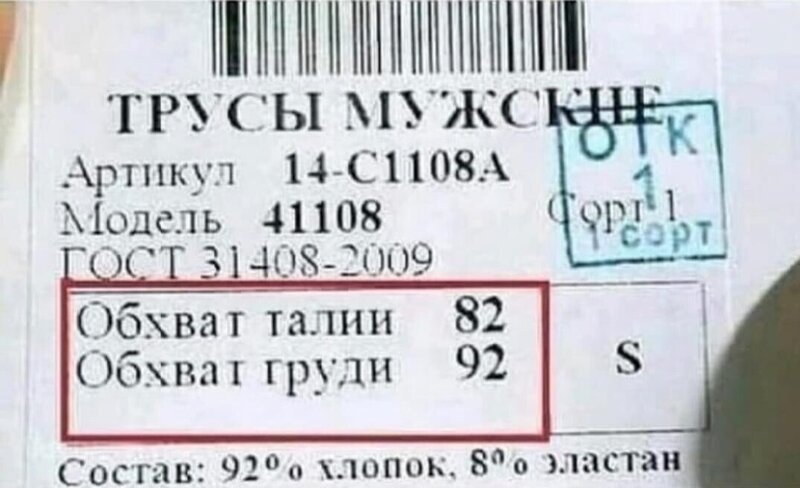 ТРУСЫ МУЖСКИЕ
Артикул 14-С1108А
Модель 41108 Сорт 1
ГОСТ 31408-2009
ОТК
1
1 сорт
Обхват талии 82
Обхват груди 92
S
Состав: 92% хлопок, 8% эластан